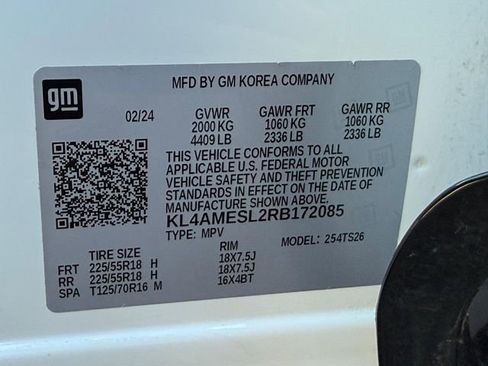 gm
MFD BY GM KOREA COMPANY
02/24 GVWR GAWR FRT GAWR RR
2000 KG 1060 KG 1060 KG
4409 LB 2336 LB 2336 LB
THIS VEHICLE CONFORMS TO ALL
APPLICABLE U.S. FEDERAL MOTOR
VEHICLE SAFETY AND THEFT PREVENTION
STANDARDS IN EFFECT ON THE DATE
OF MANUFACTURE SHOWN ABOVE.
KL4AMESL2RB172085
TYPE: MPV MODEL: 254TS26
TIRE SIZE RIM
FRT 225/55R18 H 18X7.5J
RR 225/55R18 H 18X7.5J
SPA T125/70R16 M 16X4BT